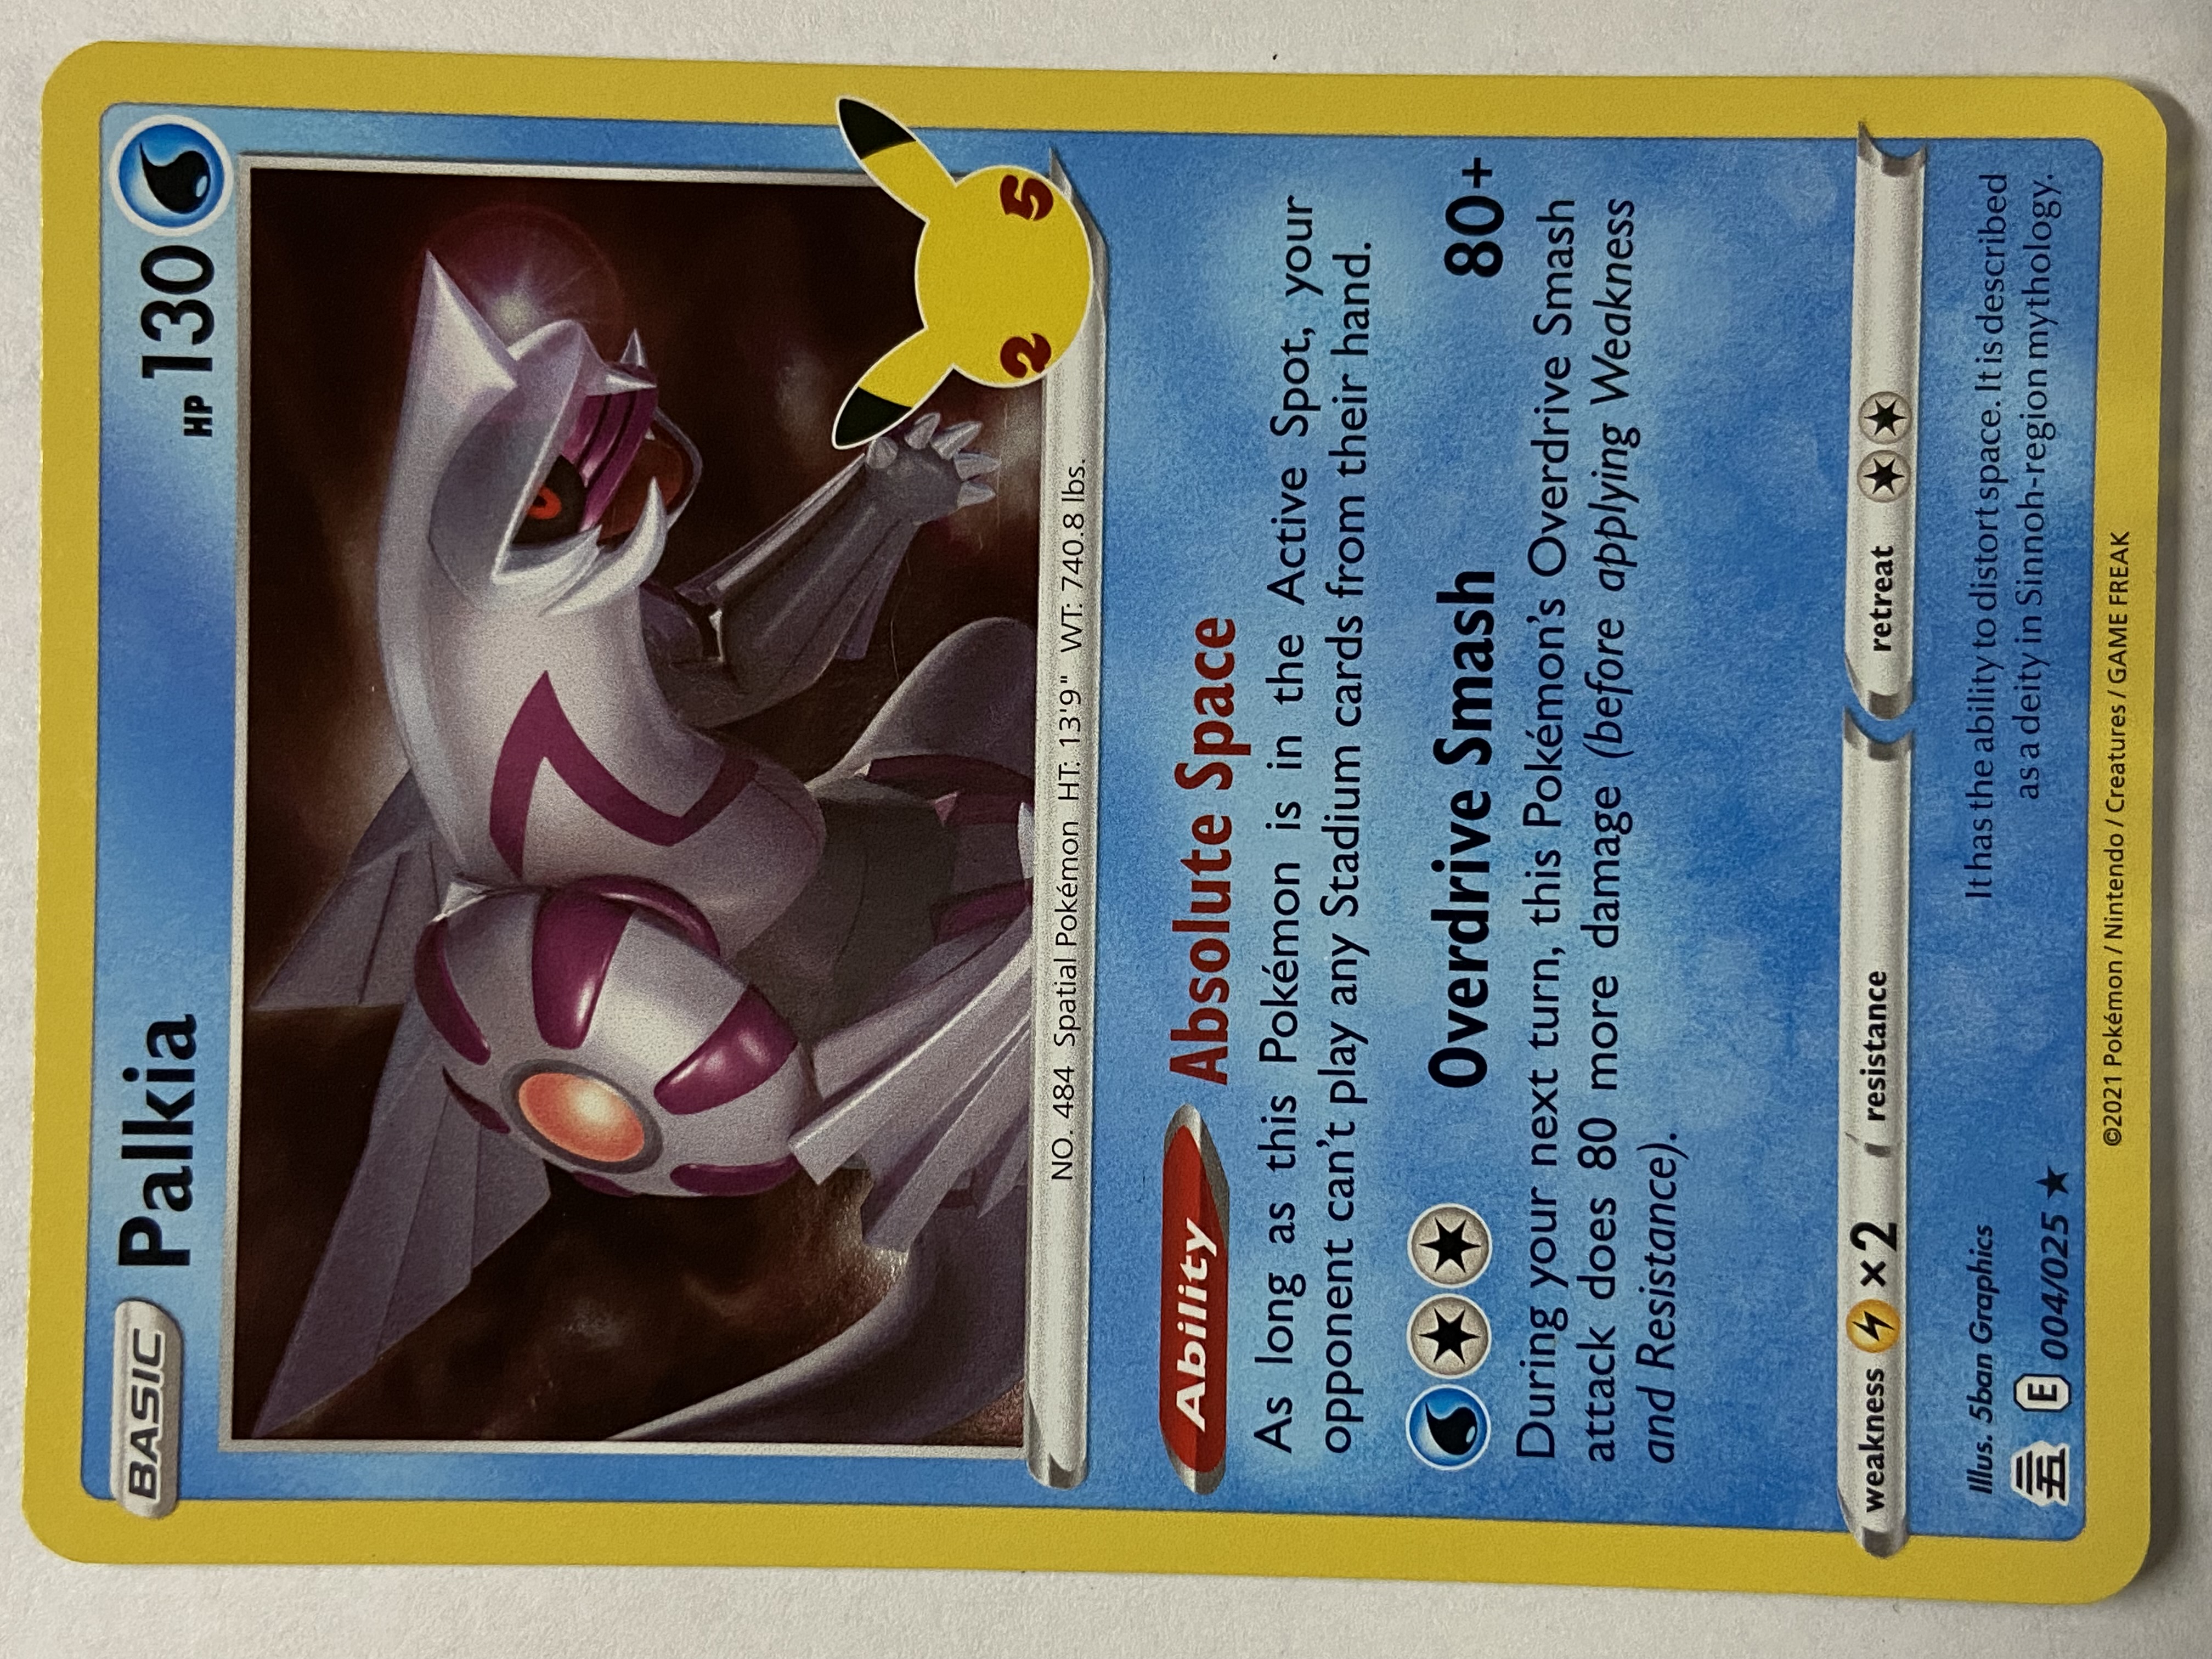 BASIC Palkia HP 130
2 5
NO. 484 Spatial Pokémon HT: 13'9" WT: 740.8 lbs.
Ability Absolute Space
As long as this Pokémon is in the Active Spot, your
opponent can't play any Stadium cards from their hand.
Overdrive Smash 80+
During your next turn, this Pokémon's Overdrive Smash
attack does 80 more damage (before applying Weakness
and Resistance).
weakness ×2 resistance retreat
Illus. 5ban Graphics
E 004/025 ★
It has the ability to distort space. It is described
as a deity in Sinnoh-region mythology.
©2021 Pokémon / Nintendo / Creatures / GAME FREAK